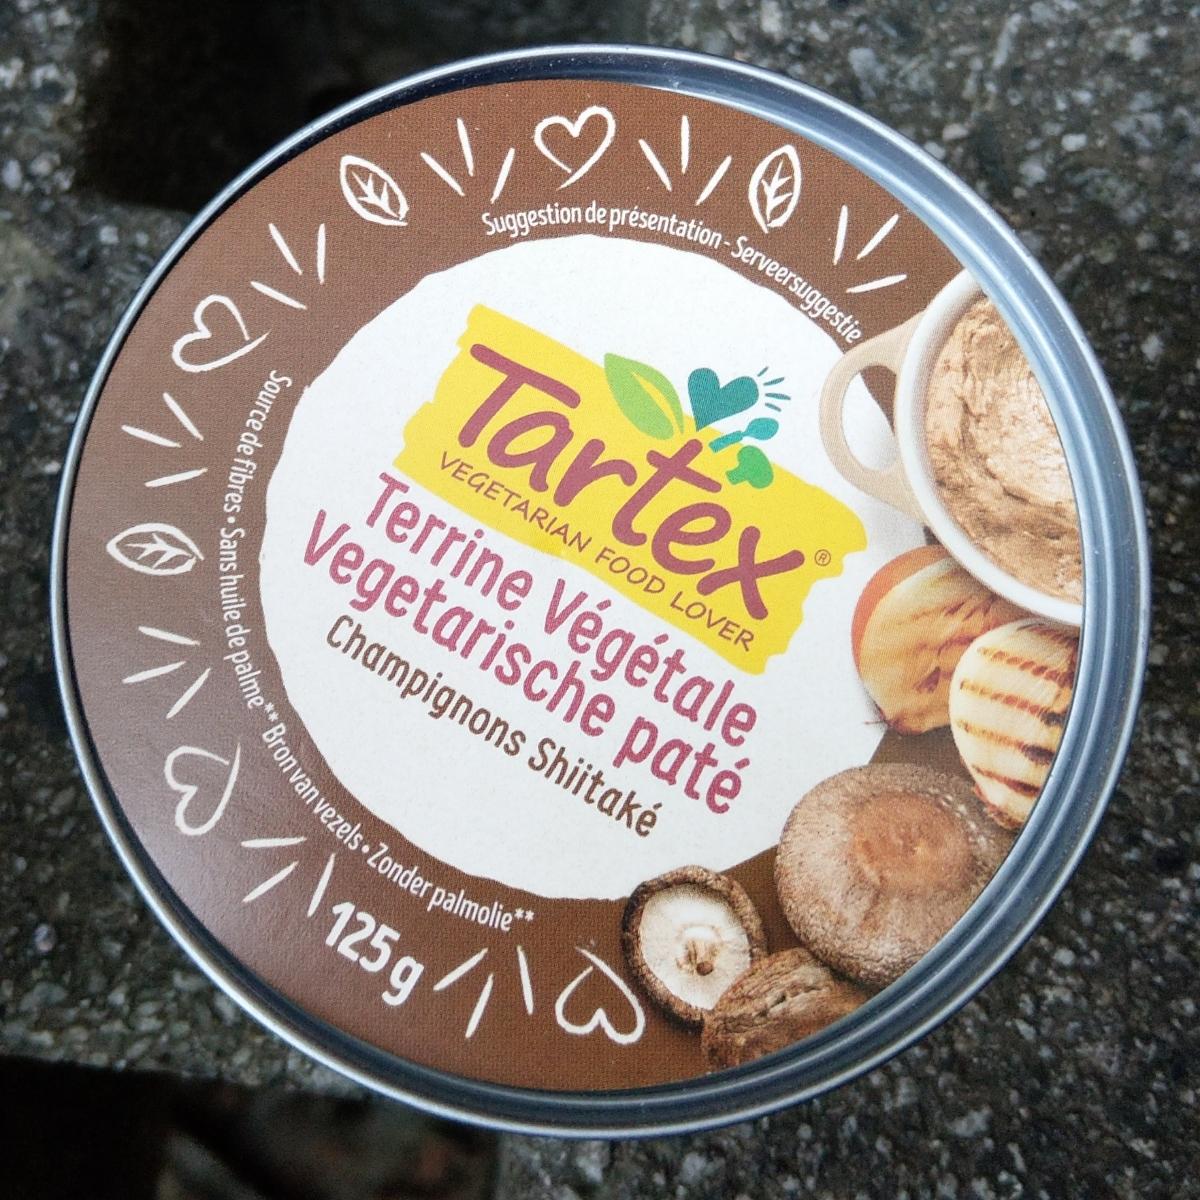 Suggestion de présentation - Serveersuggestie
Tartex®
VEGETARIAN FOOD LOVER
Terrine Végétale
Vegetarische paté
Champignons Shiitaké
Source de fibres • Sans huile de palme** Bron van vezels • Zonder palmolie**
125 g